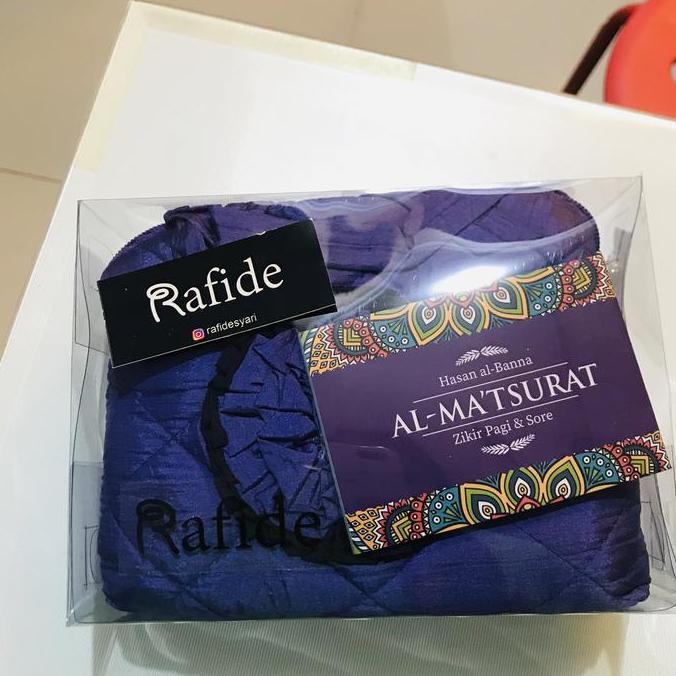 Rafide
rafidesyari
Hasan al-Banna
AL-MA'TSURAT
Zikir Pagi & Sore
Rafide